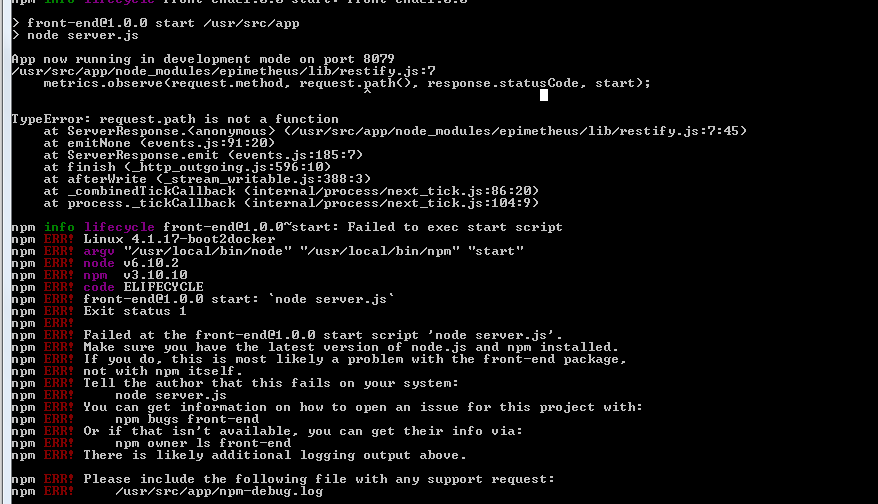 > front-end@1.0.0 start /usr/src/app
> node server.js
App now running in development mode on port 8079
/usr/src/app/node_modules/epimetheus/lib/restify.js:7
metrics.observe(request.method, request.path(), response.statusCode, start);
^
TypeError: request.path is not a function
at ServerResponse.<anonymous> (/usr/src/app/node_modules/epimetheus/lib/restify.js:7:45)
at emitNone (events.js:91:20)
at ServerResponse.emit (events.js:185:7)
at finish (_http_outgoing.js:596:10)
at afterWrite (_stream_writable.js:388:3)
at _combinedTickCallback (internal/process/next_tick.js:86:20)
at process._tickCallback (internal/process/next_tick.js:104:9)
npm info lifecycle front-end@1.0.0~start: Failed to exec start script
npm ERR! Linux 4.1.17-boot2docker
npm ERR! argv "/usr/local/bin/node" "/usr/local/bin/npm" "start"
npm ERR! node v6.10.2
npm ERR! npm  v3.10.10
npm ERR! code ELIFECYCLE
npm ERR! front-end@1.0.0 start: `node server.js`
npm ERR! Exit status 1
npm ERR!
npm ERR! Failed at the front-end@1.0.0 start script 'node server.js'.
npm ERR! Make sure you have the latest version of node.js and npm installed.
npm ERR! If you do, this is most likely a problem with the front-end package,
npm ERR! not with npm itself.
npm ERR! Tell the author that this fails on your system:
npm ERR!     node server.js
npm ERR! You can get information on how to open an issue for this project with:
npm ERR!     npm bugs front-end
npm ERR! Or if that isn't available, you can get their info via:
npm ERR!     npm owner ls front-end
npm ERR! There is likely additional logging output above.
npm ERR! Please include the following file with any support request:
npm ERR!     /usr/src/app/npm-debug.log